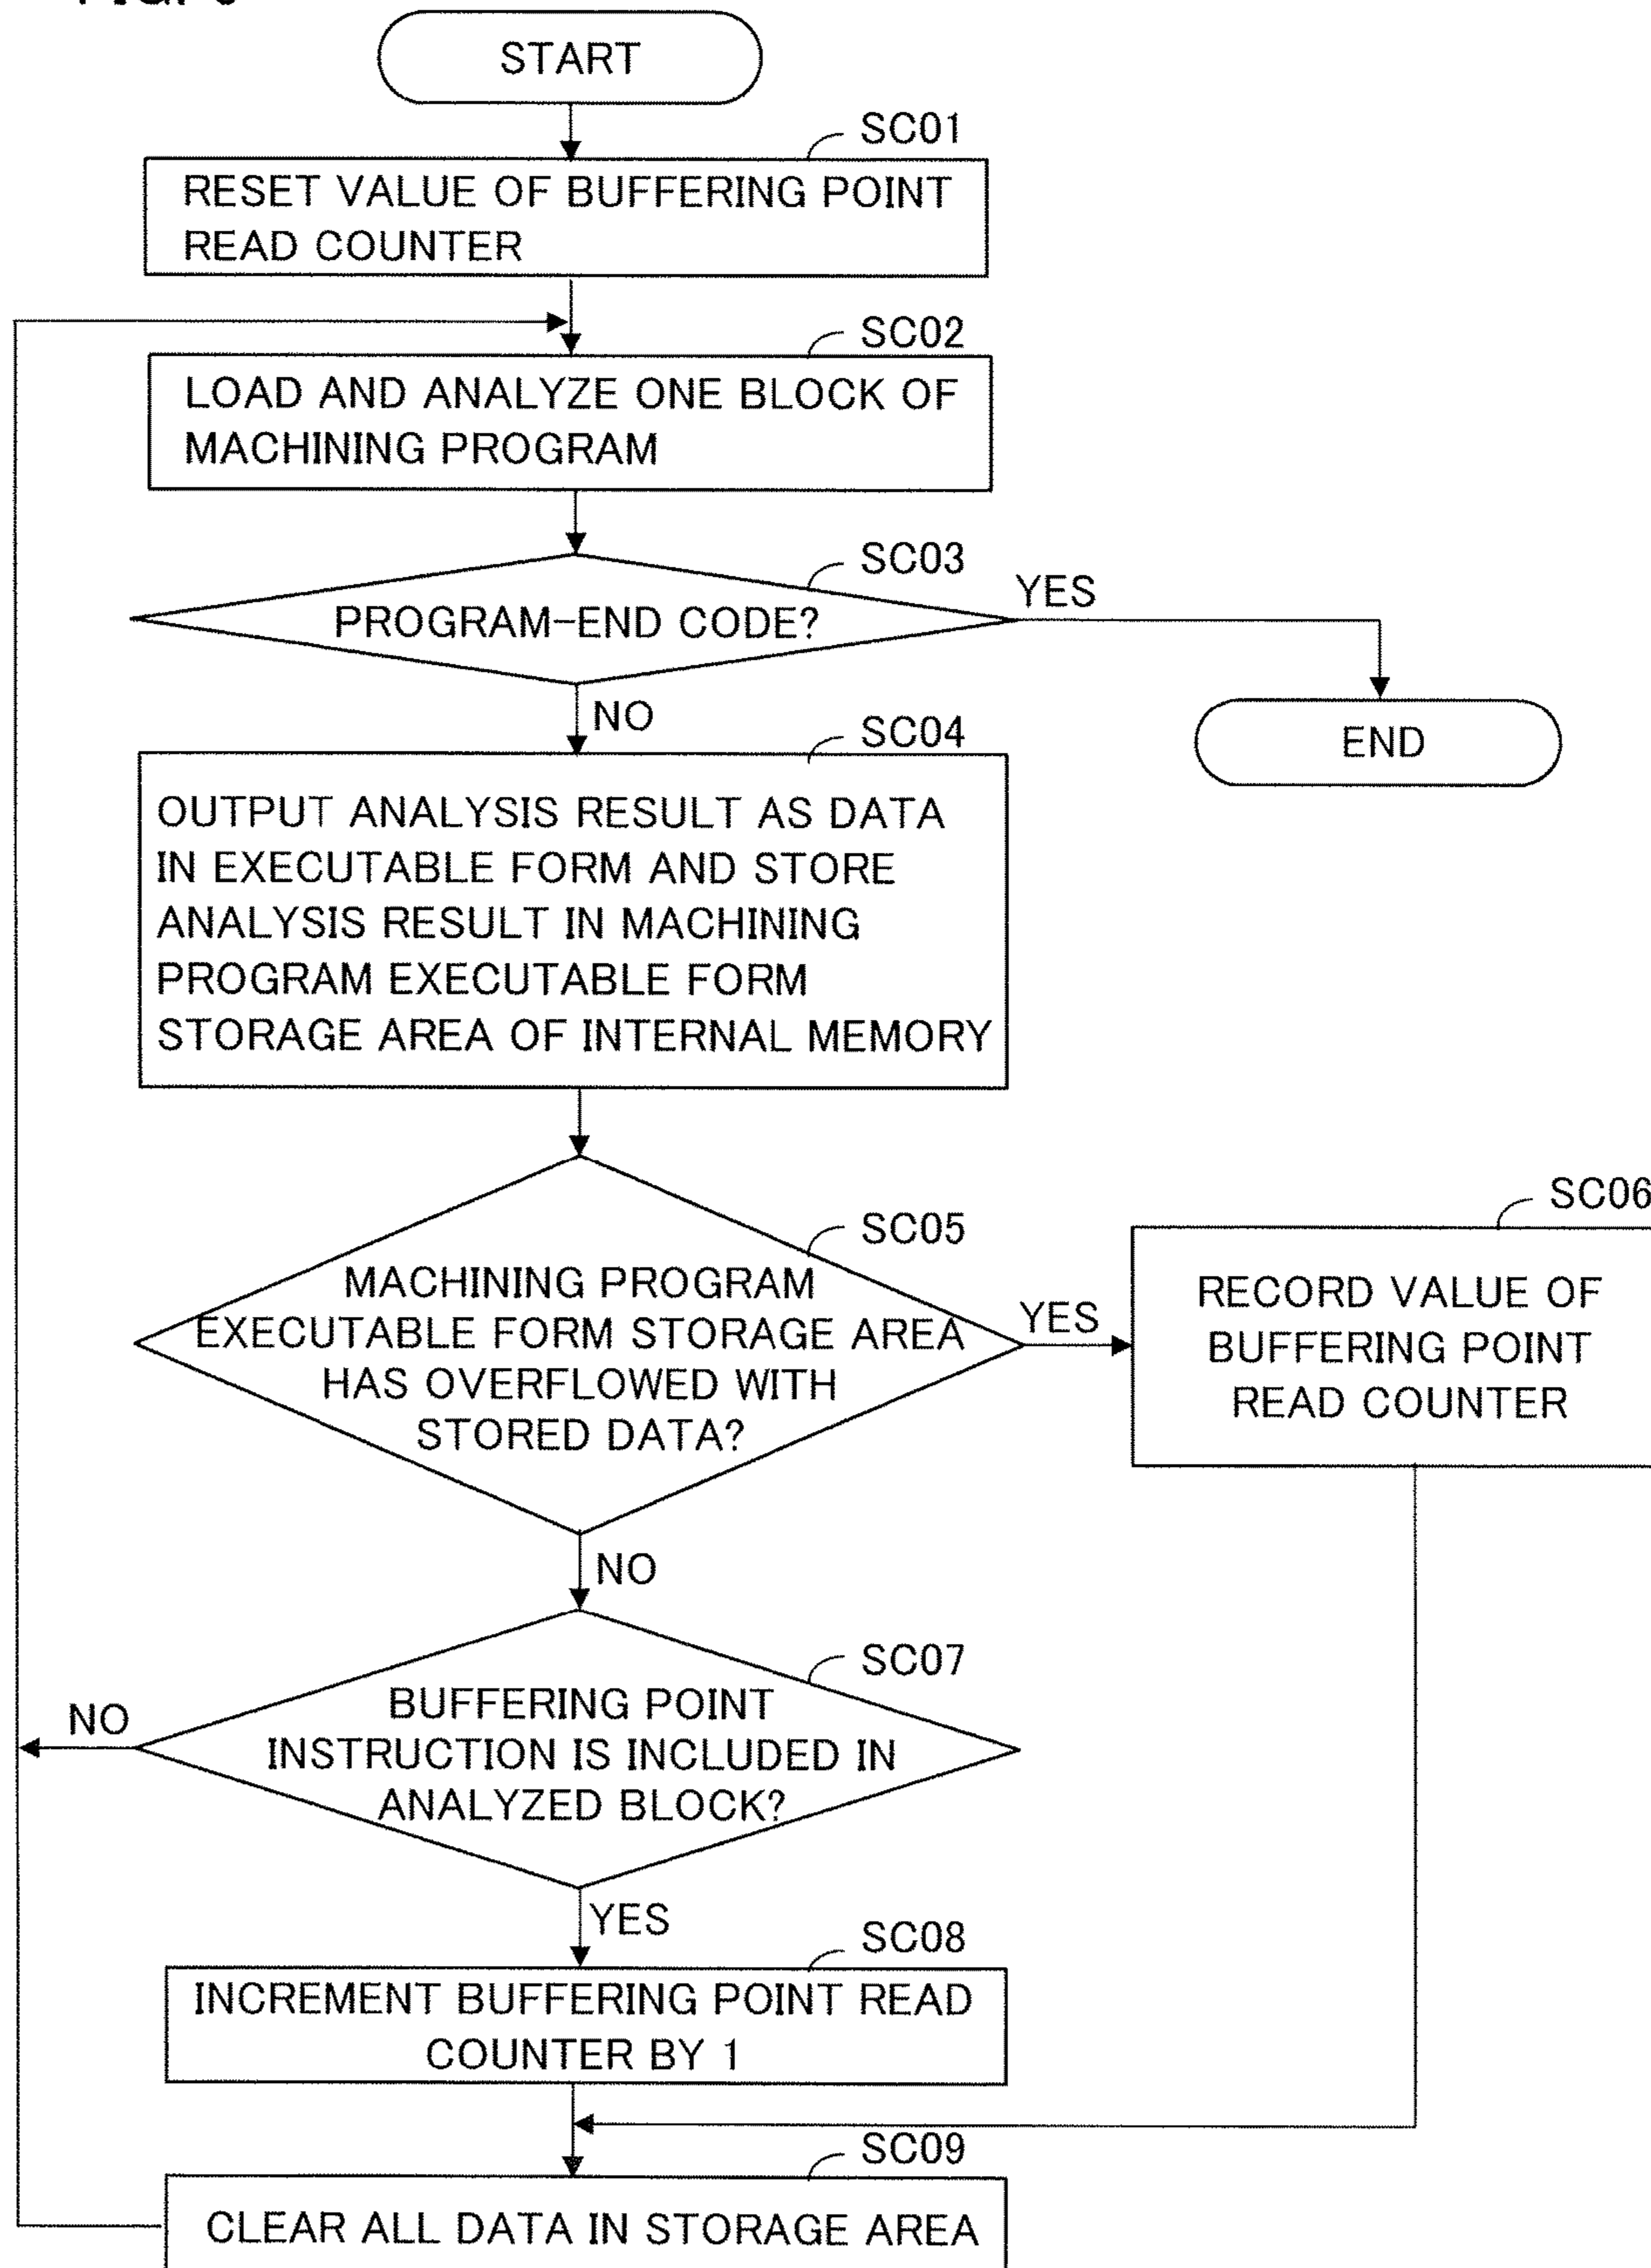 START
SC01
RESET VALUE OF BUFFERING POINT
READ COUNTER
SC02
LOAD AND ANALYZE ONE BLOCK OF
MACHINING PROGRAM
SC03
PROGRAM-END CODE?
YES
NO
END
SC04
OUTPUT ANALYSIS RESULT AS DATA
IN EXECUTABLE FORM AND STORE
ANALYSIS RESULT IN MACHINING
PROGRAM EXECUTABLE FORM
STORAGE AREA OF INTERNAL MEMORY
SC05
MACHINING PROGRAM
EXECUTABLE FORM STORAGE AREA
HAS OVERFLOWED WITH
STORED DATA?
YES
SC06
RECORD VALUE OF
BUFFERING POINT
READ COUNTER
NO
SC07
BUFFERING POINT
INSTRUCTION IS INCLUDED IN
ANALYZED BLOCK?
NO
YES
SC08
INCREMENT BUFFERING POINT READ
COUNTER BY 1
SC09
CLEAR ALL DATA IN STORAGE AREA